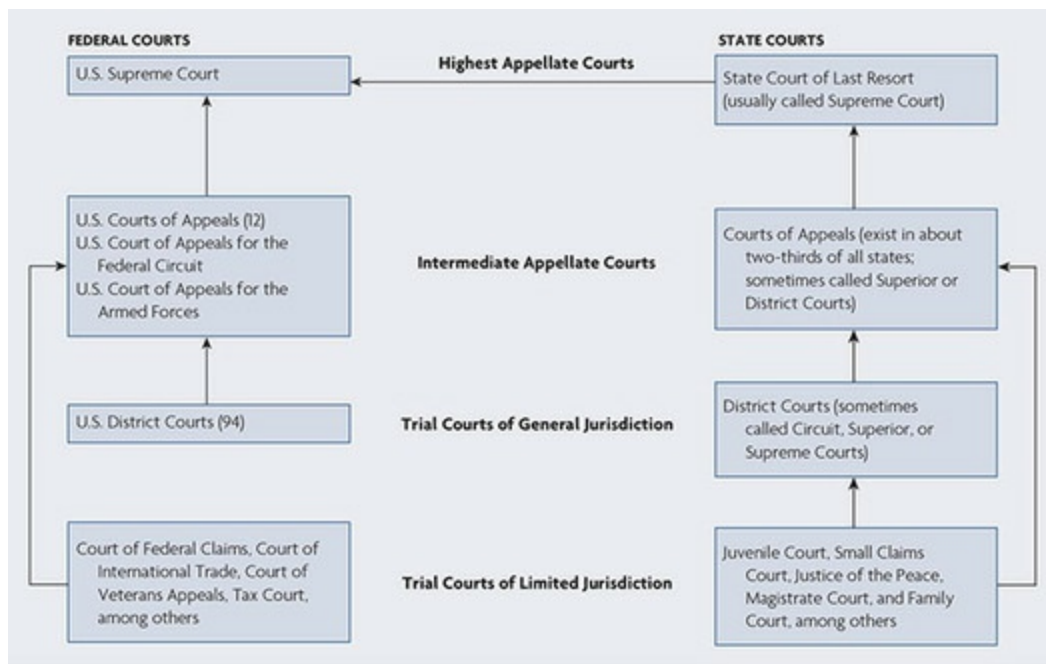 FEDERAL COURTS
STATE COURTS
Highest Appellate Courts
U.S. Supreme Court
State Court of Last Resort
(usually called Supreme Court)
U.S. Courts of Appeals (12)
U.S. Court of Appeals for the
Federal Circuit
U.S. Court of Appeals for the
Armed Forces
Intermediate Appellate Courts
Courts of Appeals (exist in about
two-thirds of all states;
sometimes called Superior or
District Courts)
U.S. District Courts (94)
Trial Courts of General Jurisdiction
District Courts (sometimes
called Circuit, Superior, or
Supreme Courts)
Court of Federal Claims, Court of
International Trade, Court of
Veterans Appeals, Tax Court,
among others
Trial Courts of Limited Jurisdiction
Juvenile Court, Small Claims
Court, Justice of the Peace,
Magistrate Court, and Family
Court, among others